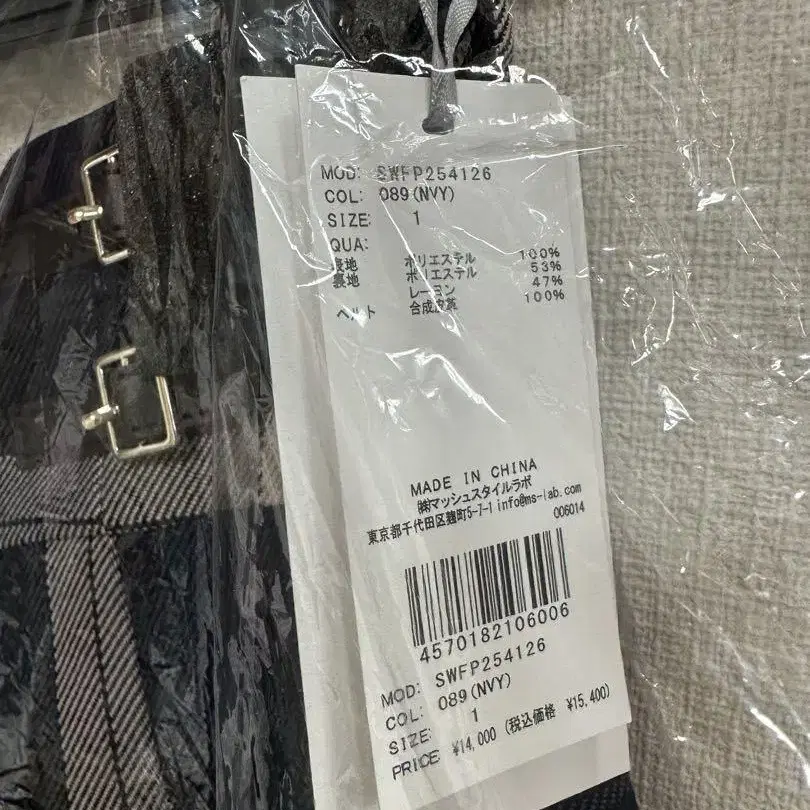 MOD: SWFP254126
COL: 089(NVY)
SIZE: 1
QUA:
表地 ポリエステル 100%
裏地 ポリエステル 53%
レーヨン 47%
ベルト 合成皮革 100%
MADE IN CHINA
㈱マッシュスタイルラボ
東京都千代田区麹町5-7-1 info@ms-lab.com
006014
4570182106006
MOD: SWFP254126
COL: 089(NVY)
SIZE: 1
PRICE ¥14,000 (税込価格 ¥15,400)